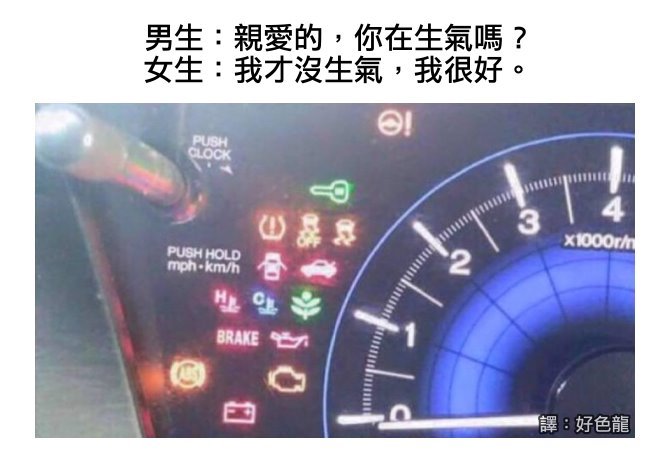 男生：親愛的，你在生氣嗎？
女生：我才沒生氣，我很好。
PUSH
CLOCK
OFF
PUSH HOLD
mph·km/h
H
C
BRAKE
ABS
0
1
2
3
4
x1000r/m
譯：好色龍